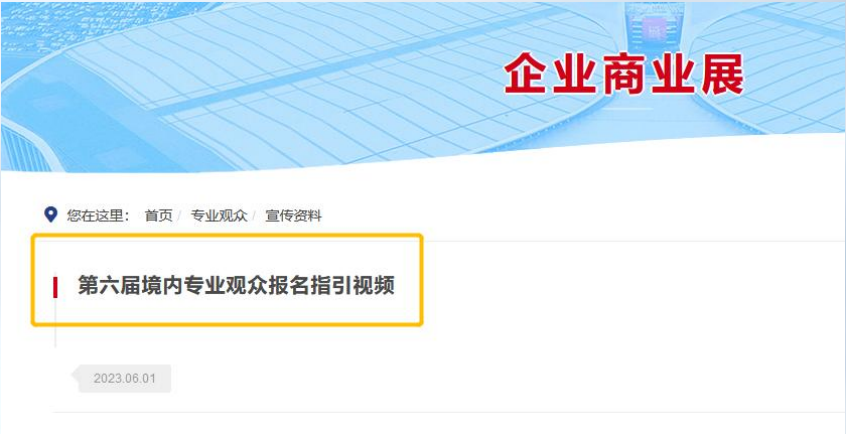 企业商业展
您在这里： 首页 / 专业观众 / 宣传资料
第六届境内专业观众报名指引视频
2023.06.01